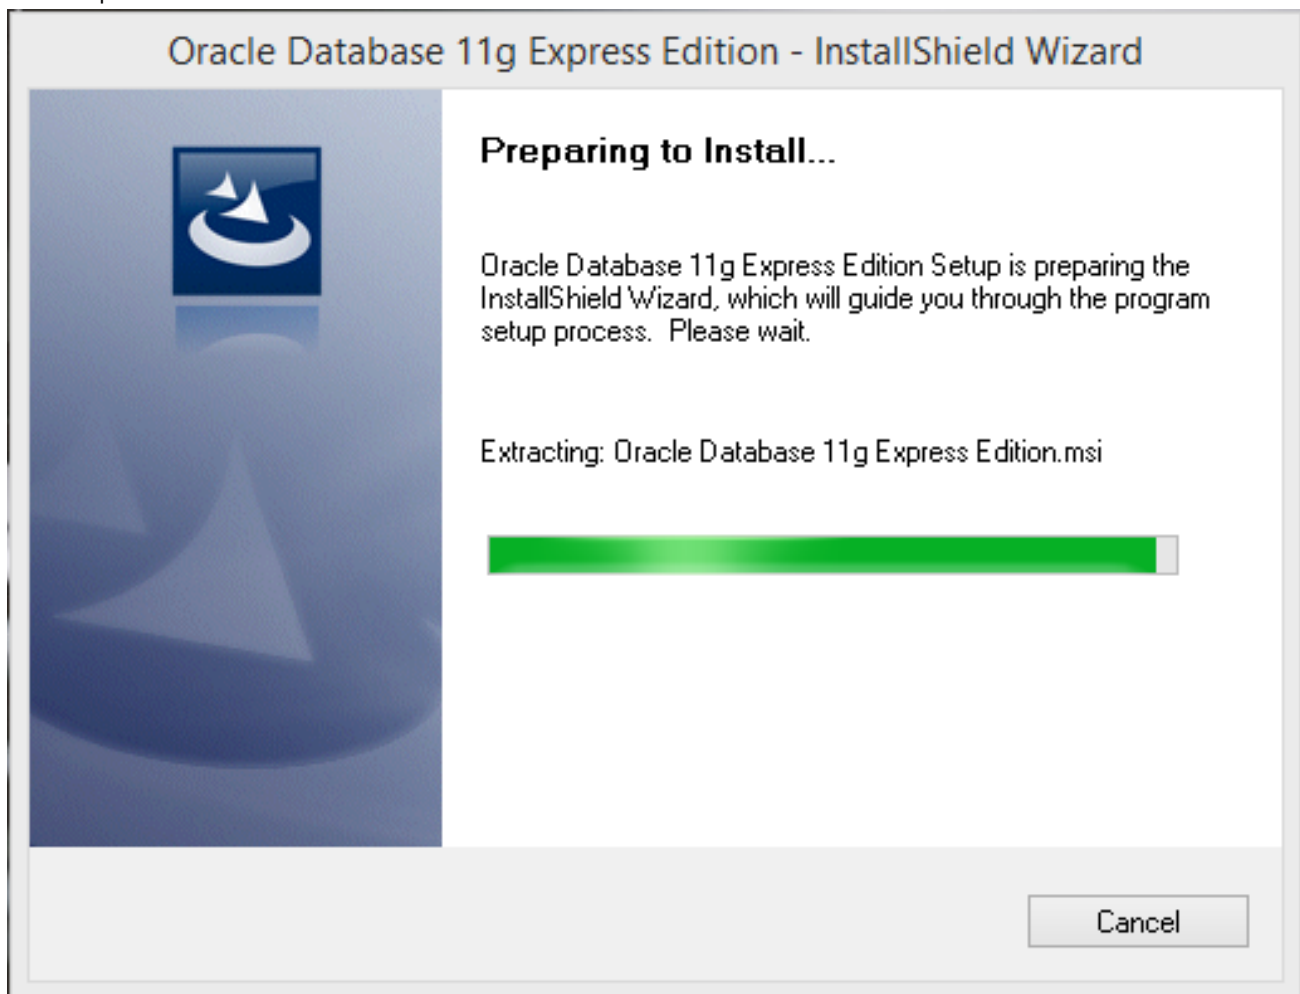 Oracle Database 11g Express Edition - InstallShield Wizard
Preparing to Install...
Oracle Database 11g Express Edition Setup is preparing the
InstallShield Wizard, which will guide you through the program
setup process.  Please wait.
Extracting: Oracle Database 11g Express Edition.msi
Cancel